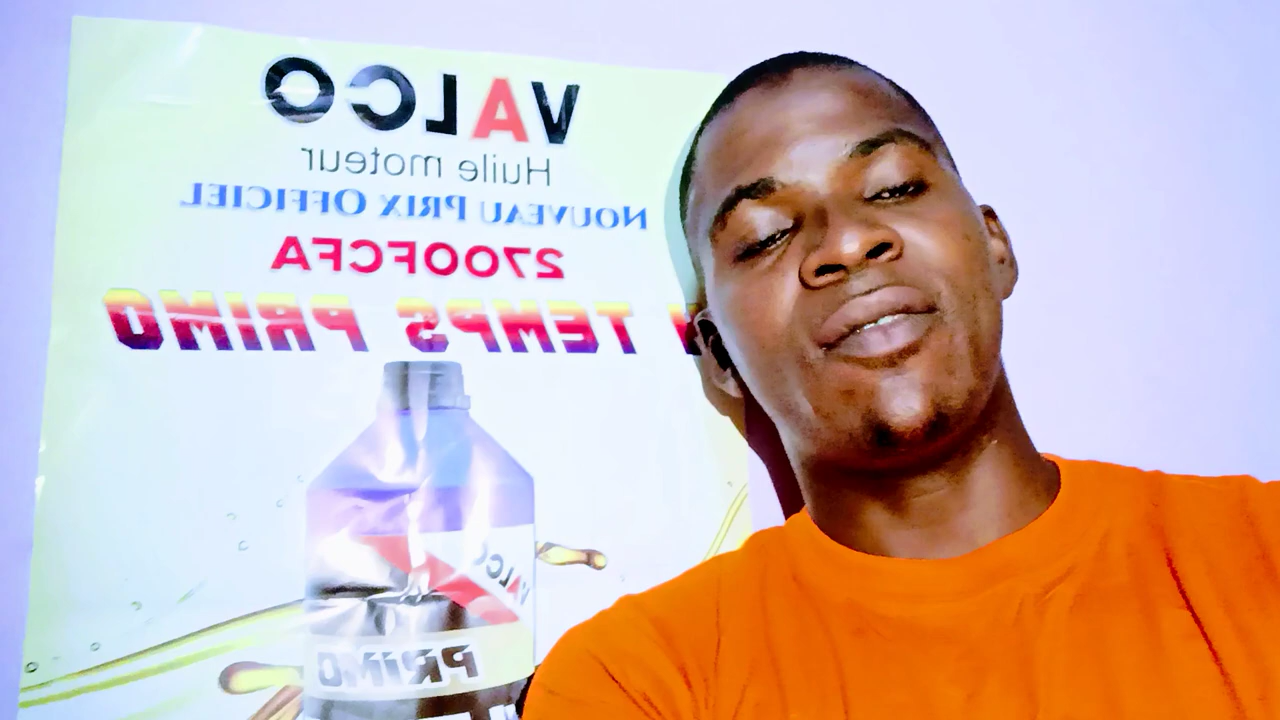 VALCO
Huile moteur
NOUVEAU PRIX OFFICIEL
2700FCFA
TEMPS PRIMO
VALCO
PRIMO